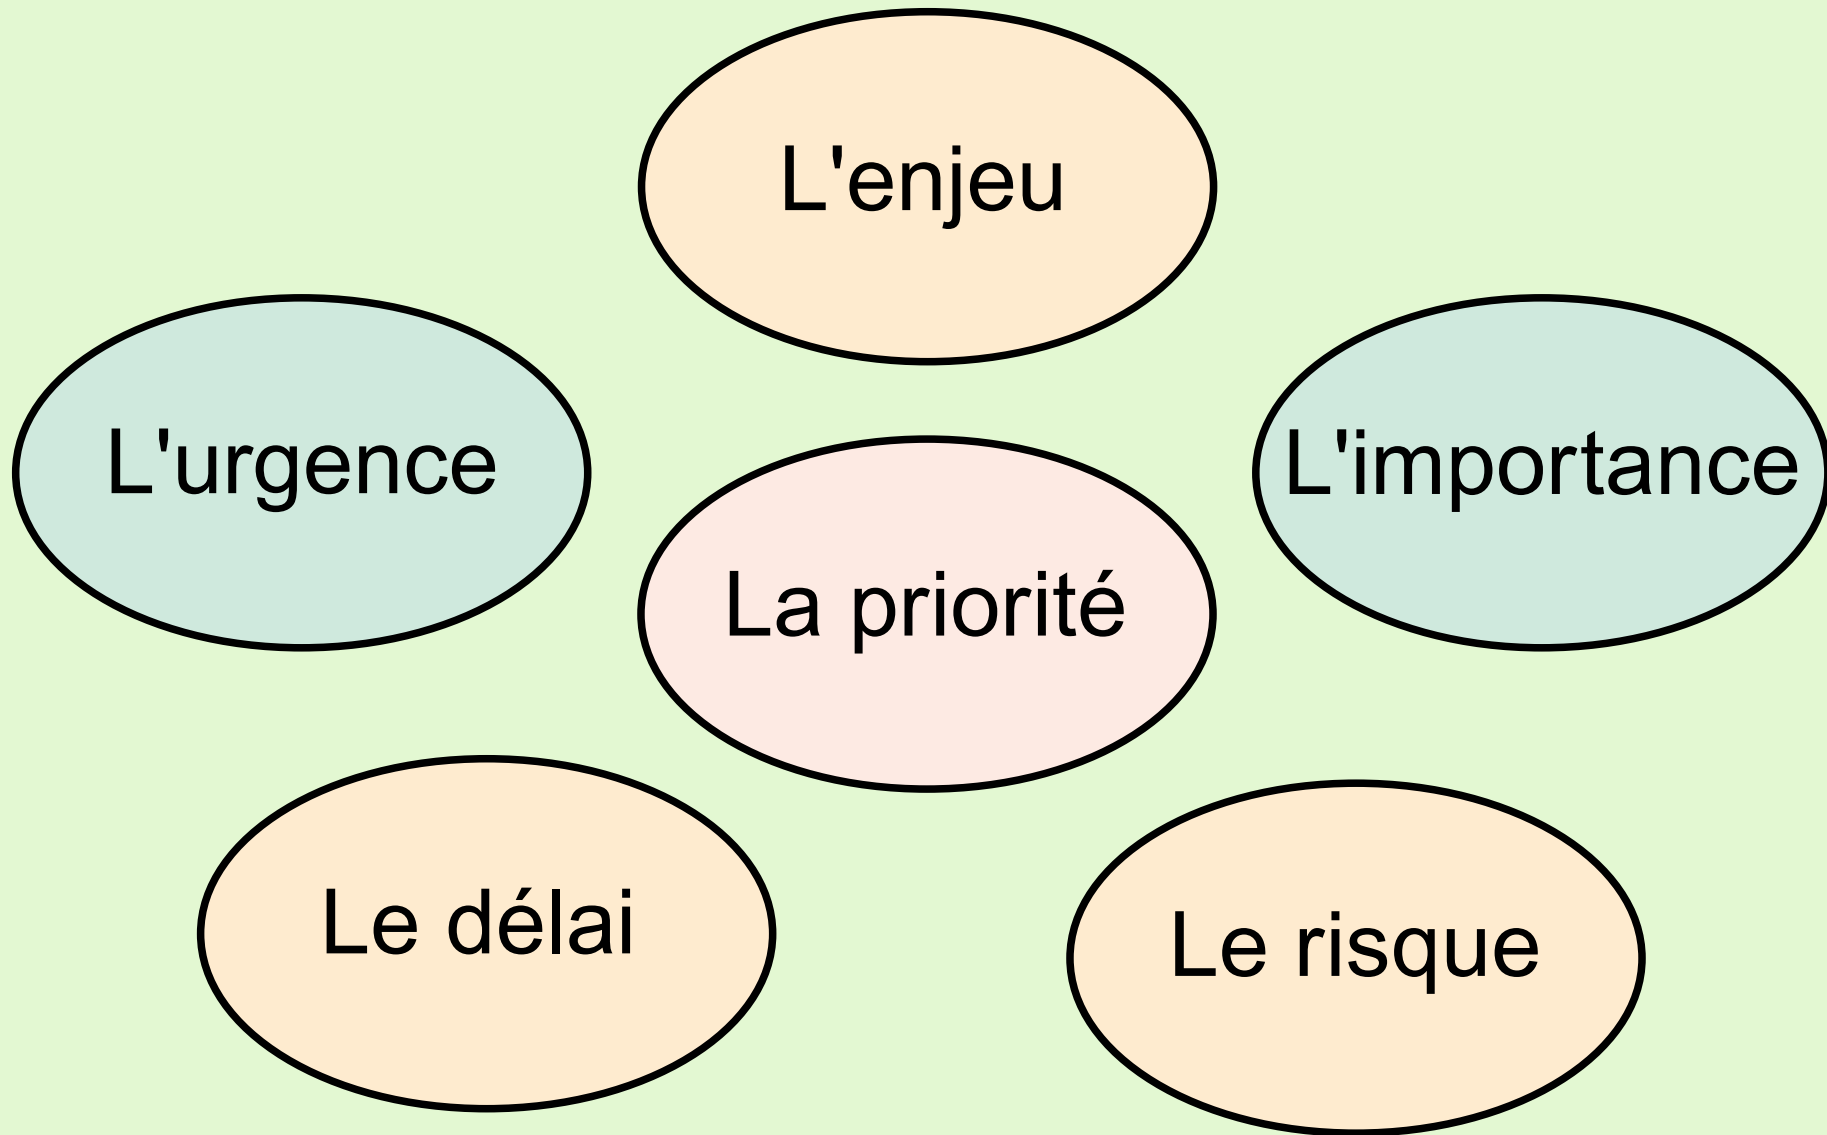 L'enjeu
L'urgence
L'importance
La priorité
Le délai
Le risque